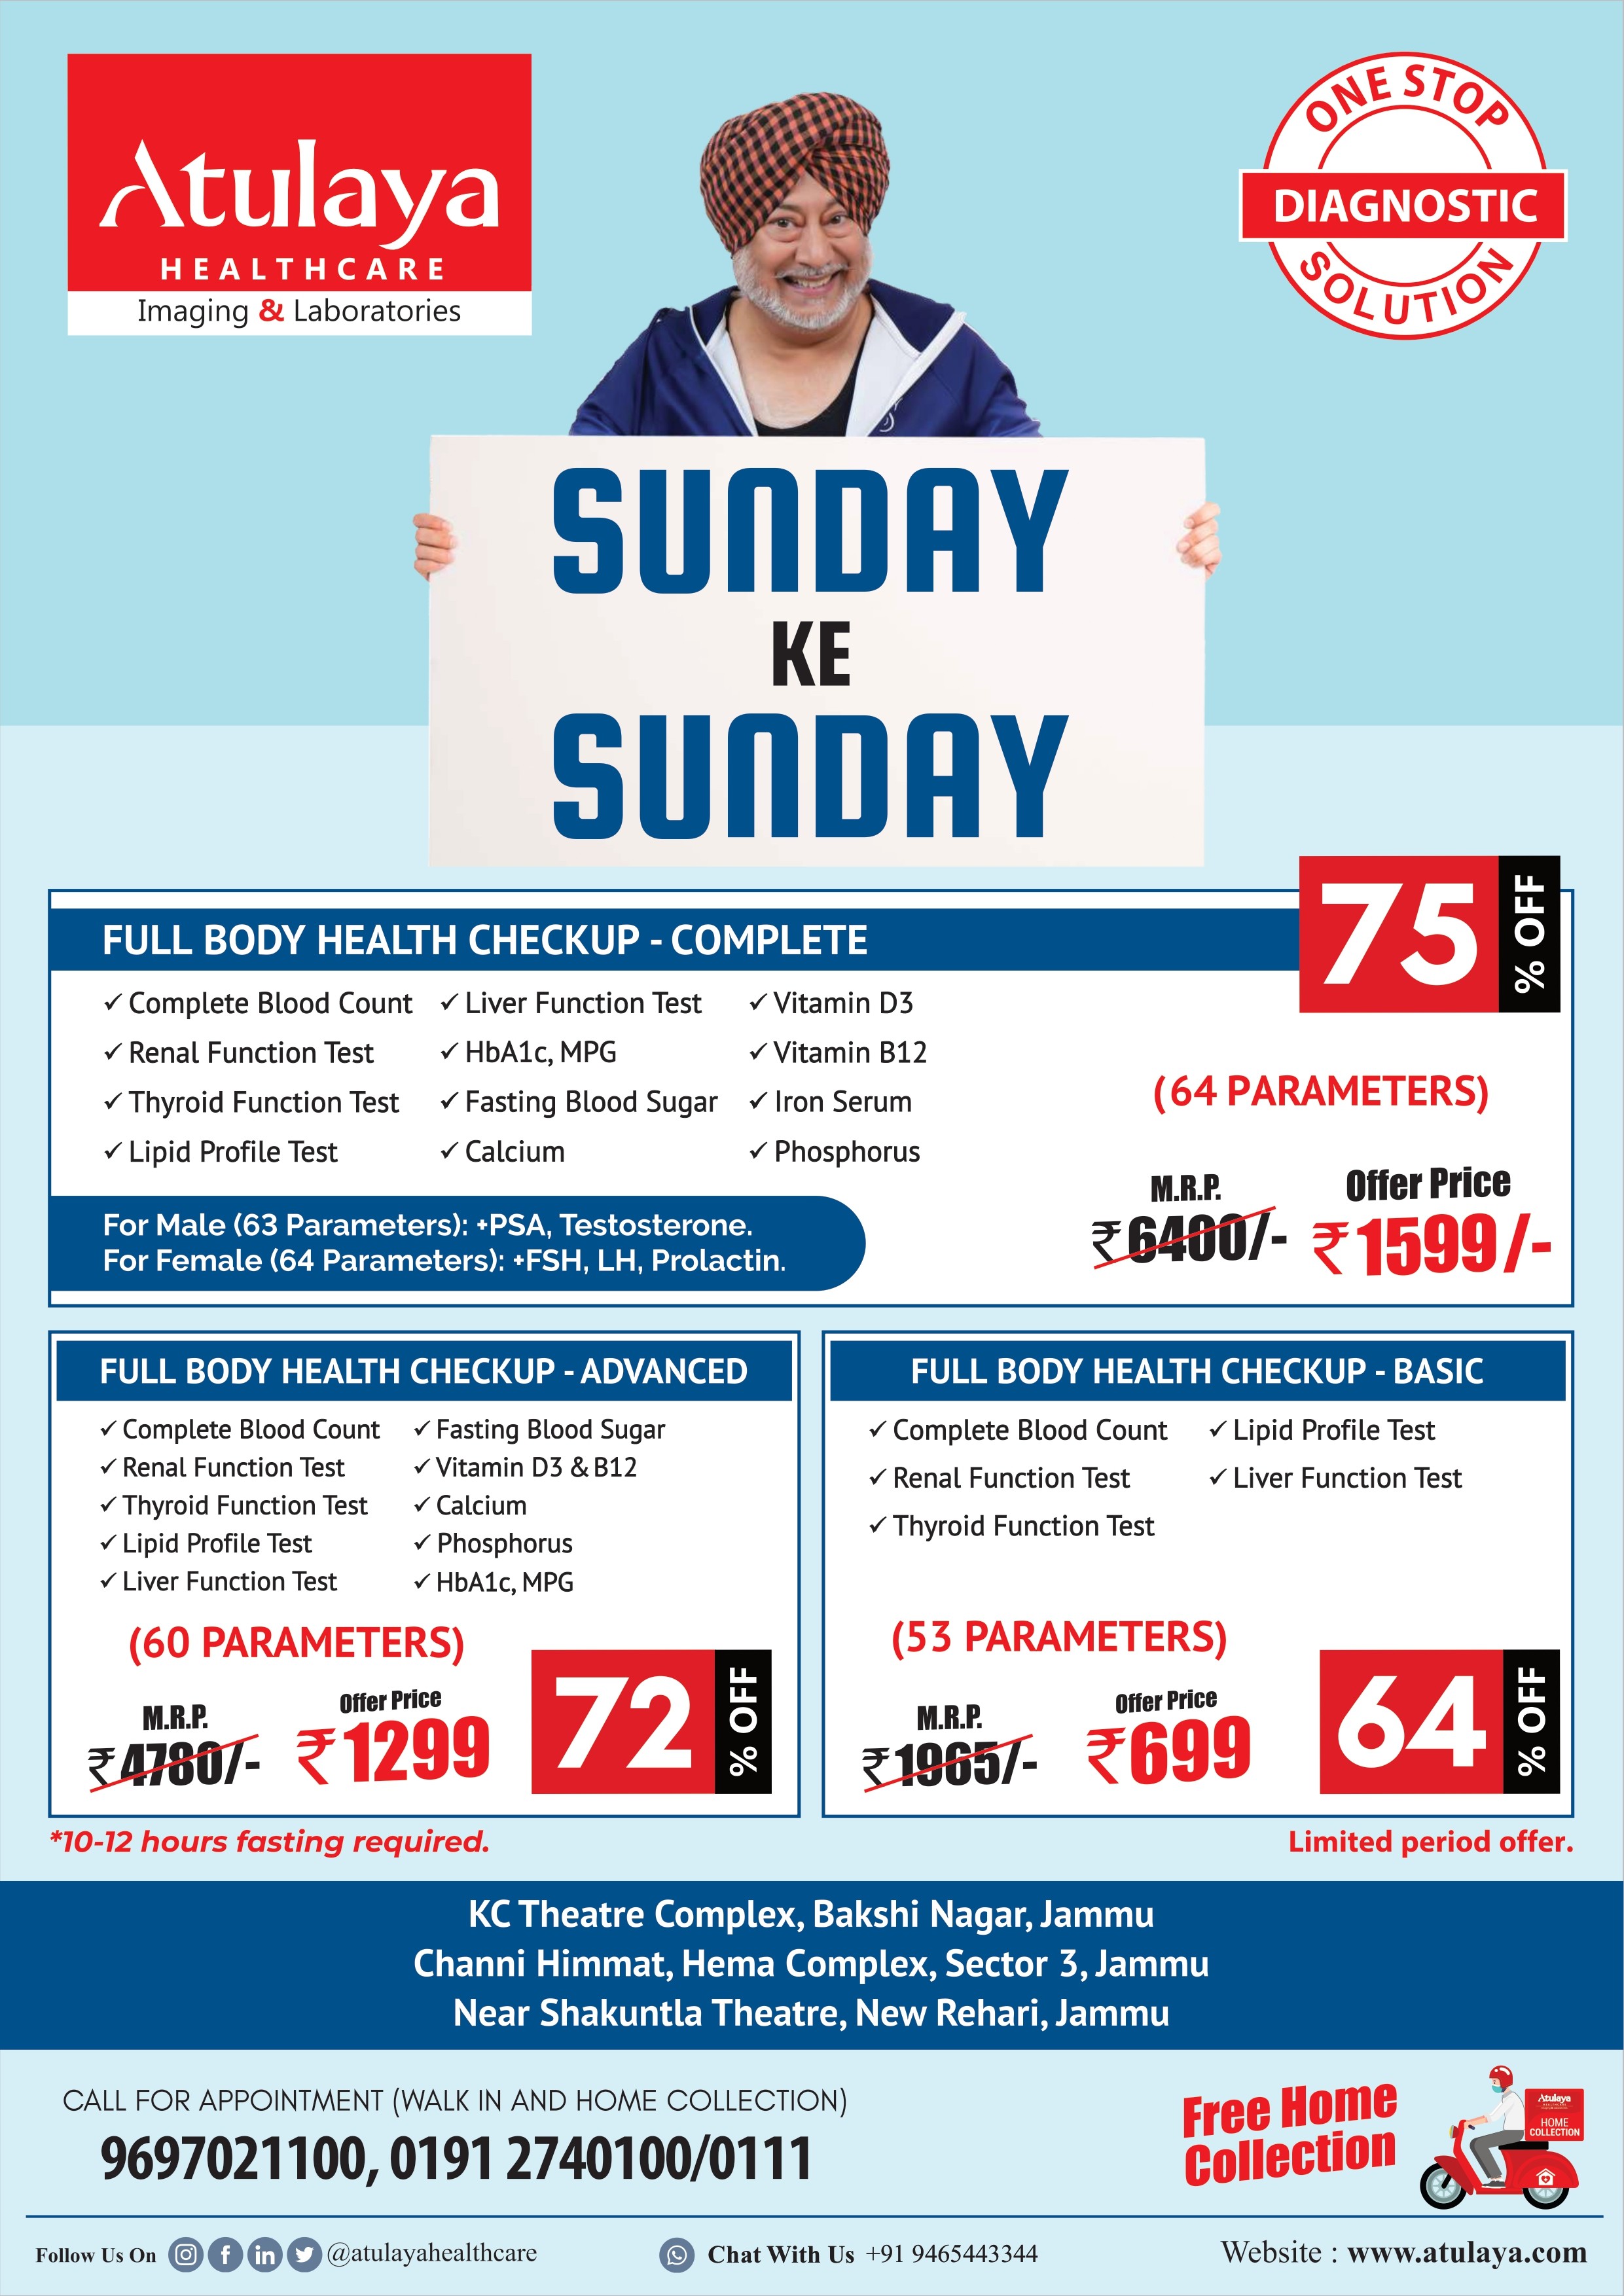 Atulaya
HEALTHCARE
Imaging & Laboratories
ONE STOP
DIAGNOSTIC
SOLUTION
SUNDAY
KE
SUNDAY
75 % OFF
FULL BODY HEALTH CHECKUP - COMPLETE
✓ Complete Blood Count ✓ Liver Function Test ✓ Vitamin D3
✓ Renal Function Test ✓ HbA1c, MPG ✓ Vitamin B12
✓ Thyroid Function Test ✓ Fasting Blood Sugar ✓ Iron Serum
✓ Lipid Profile Test ✓ Calcium ✓ Phosphorus
(64 PARAMETERS)
M.R.P. Offer Price
₹6400/- ₹1599/-
For Male (63 Parameters): +PSA, Testosterone.
For Female (64 Parameters): +FSH, LH, Prolactin.
FULL BODY HEALTH CHECKUP - ADVANCED
✓ Complete Blood Count ✓ Fasting Blood Sugar
✓ Renal Function Test ✓ Vitamin D3 & B12
✓ Thyroid Function Test ✓ Calcium
✓ Lipid Profile Test ✓ Phosphorus
✓ Liver Function Test ✓ HbA1c, MPG
(60 PARAMETERS)
M.R.P. Offer Price
₹4780/- ₹1299
72 % OFF
FULL BODY HEALTH CHECKUP - BASIC
✓ Complete Blood Count ✓ Lipid Profile Test
✓ Renal Function Test ✓ Liver Function Test
✓ Thyroid Function Test
(53 PARAMETERS)
M.R.P. Offer Price
₹1965/- ₹699
64 % OFF
*10-12 hours fasting required.
Limited period offer.
KC Theatre Complex, Bakshi Nagar, Jammu
Channi Himmat, Hema Complex, Sector 3, Jammu
Near Shakuntla Theatre, New Rehari, Jammu
CALL FOR APPOINTMENT (WALK IN AND HOME COLLECTION)
9697021100, 0191 2740100/0111
Free Home
Collection
Atulaya
HOME
COLLECTION
Follow Us On @atulayahealthcare
Chat With Us +91 9465443344
Website : www.atulaya.com